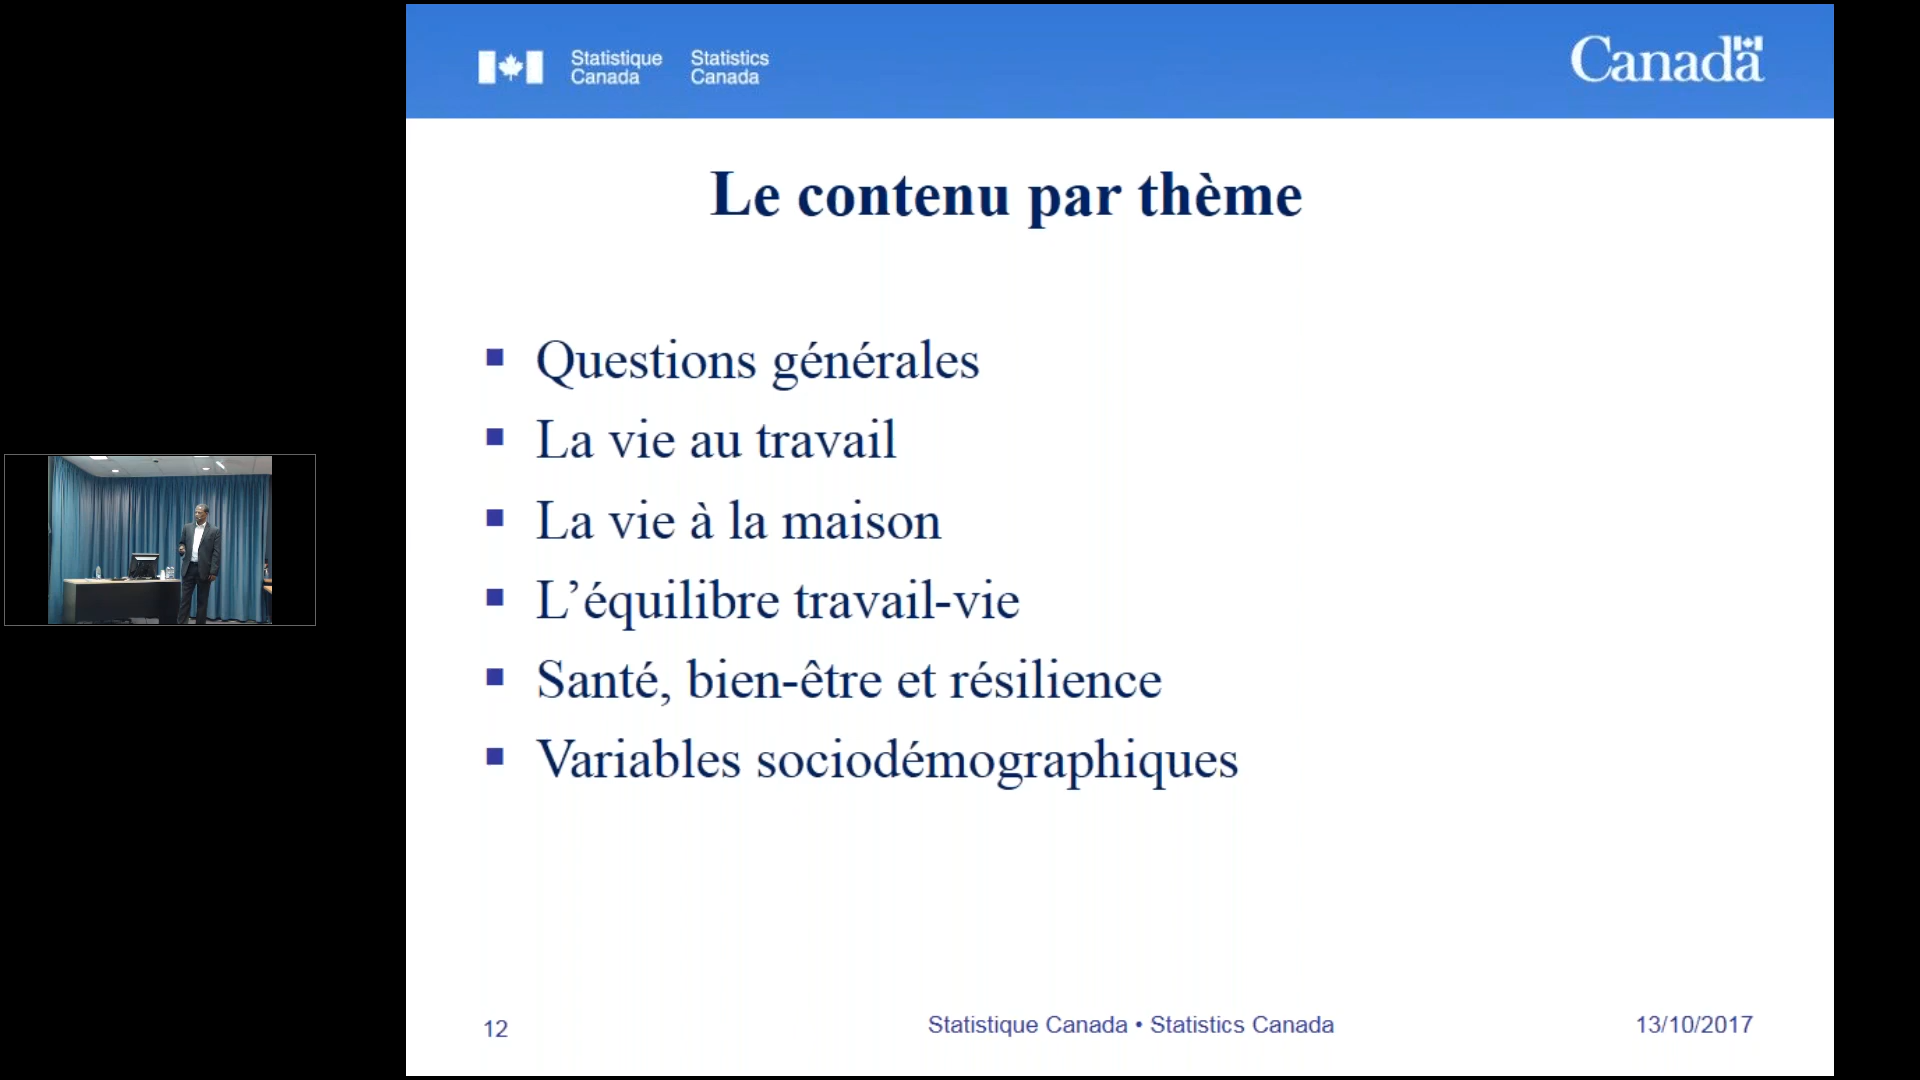 Statistique
Canada
Statistics
Canada
Canada
Le contenu par thème
Questions générales
La vie au travail
La vie à la maison
L’équilibre travail-vie
Santé, bien-être et résilience
Variables sociodémographiques
12
Statistique Canada • Statistics Canada
13/10/2017